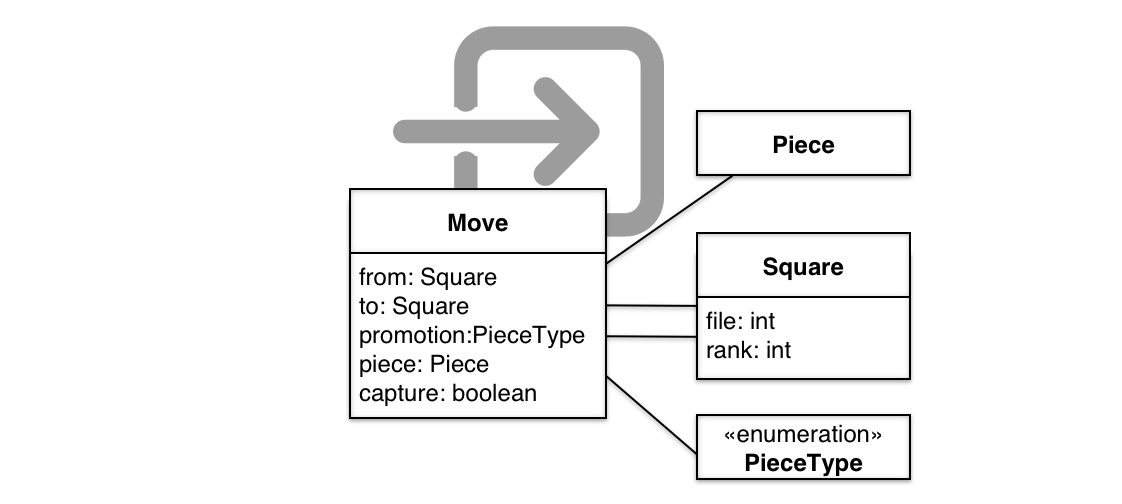 Piece
Move
Square
from: Square
to: Square
promotion:PieceType
piece: Piece
capture: boolean
file: int
rank: int
«enumeration»
PieceType